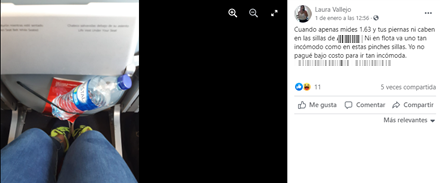 Laura Vallejo
1 de enero a las 12:56
Cuando apenas mides 1.63 y tus piernas ni caben
en las sillas de Ni en flota va uno tan
incómodo como en estas pinches sillas. Yo no
pagué bajo costo para ir tan incómoda.
11
5 veces compartida
Me gusta
Comentar
Compartir
Más relevantes